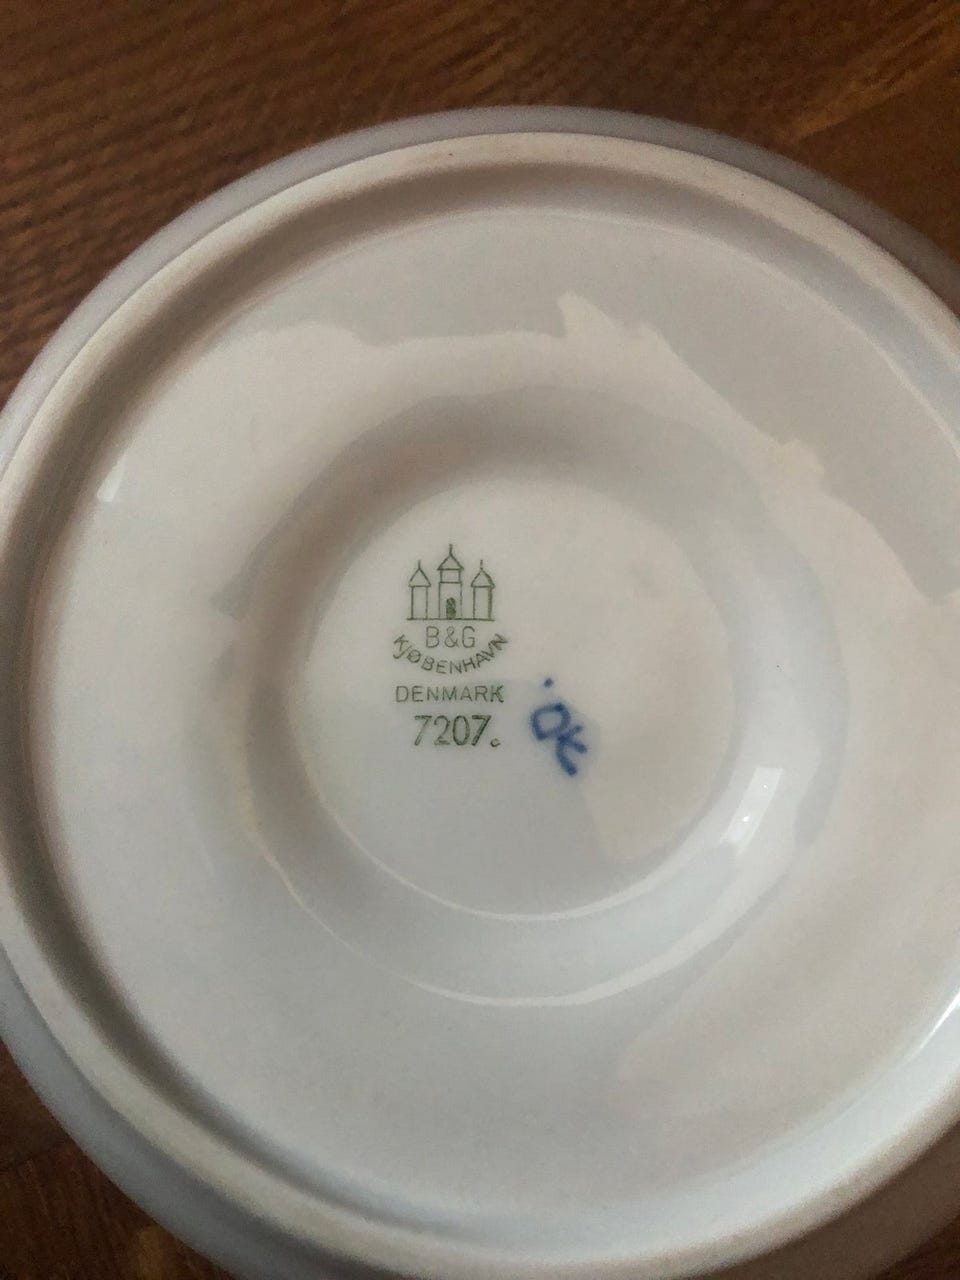 B&G
KJØBENHAVN
DENMARK
7207.